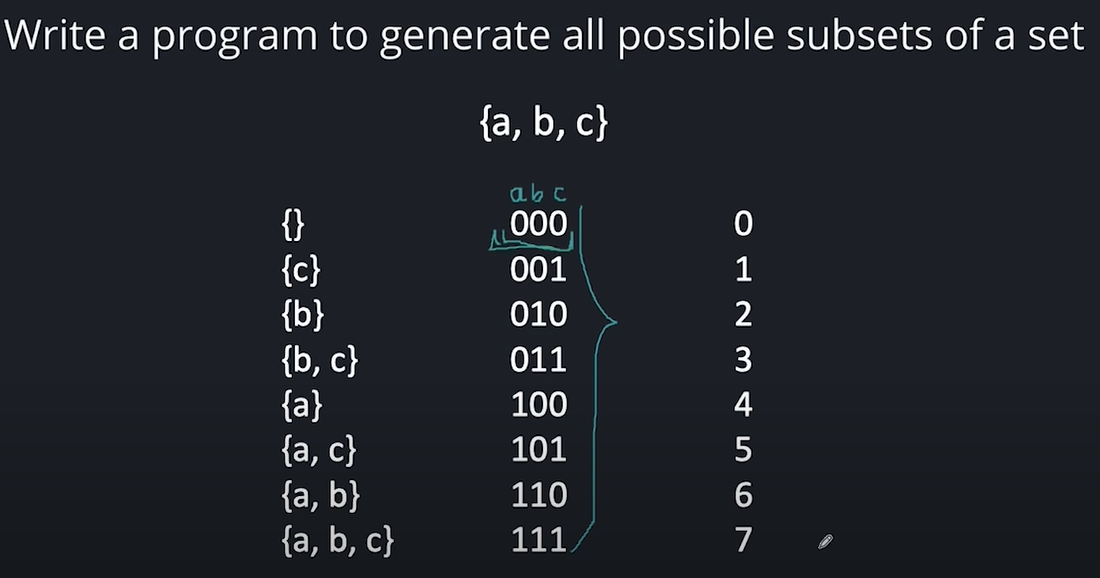 Write a program to generate all possible subsets of a set
{a, b, c}
a b c
{} 000 0
{c} 001 1
{b} 010 2
{b, c} 011 3
{a} 100 4
{a, c} 101 5
{a, b} 110 6
{a, b, c} 111 7